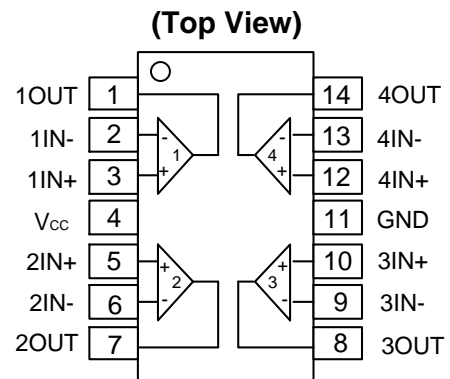 (Top View)
1OUT 1 14 4OUT
1IN- 2 - 1 4 - 13 4IN-
1IN+ 3 + + 12 4IN+
Vcc 4 11 GND
2IN+ 5 + + 10 3IN+
2IN- 6 - 2 3 - 9 3IN-
2OUT 7 8 3OUT